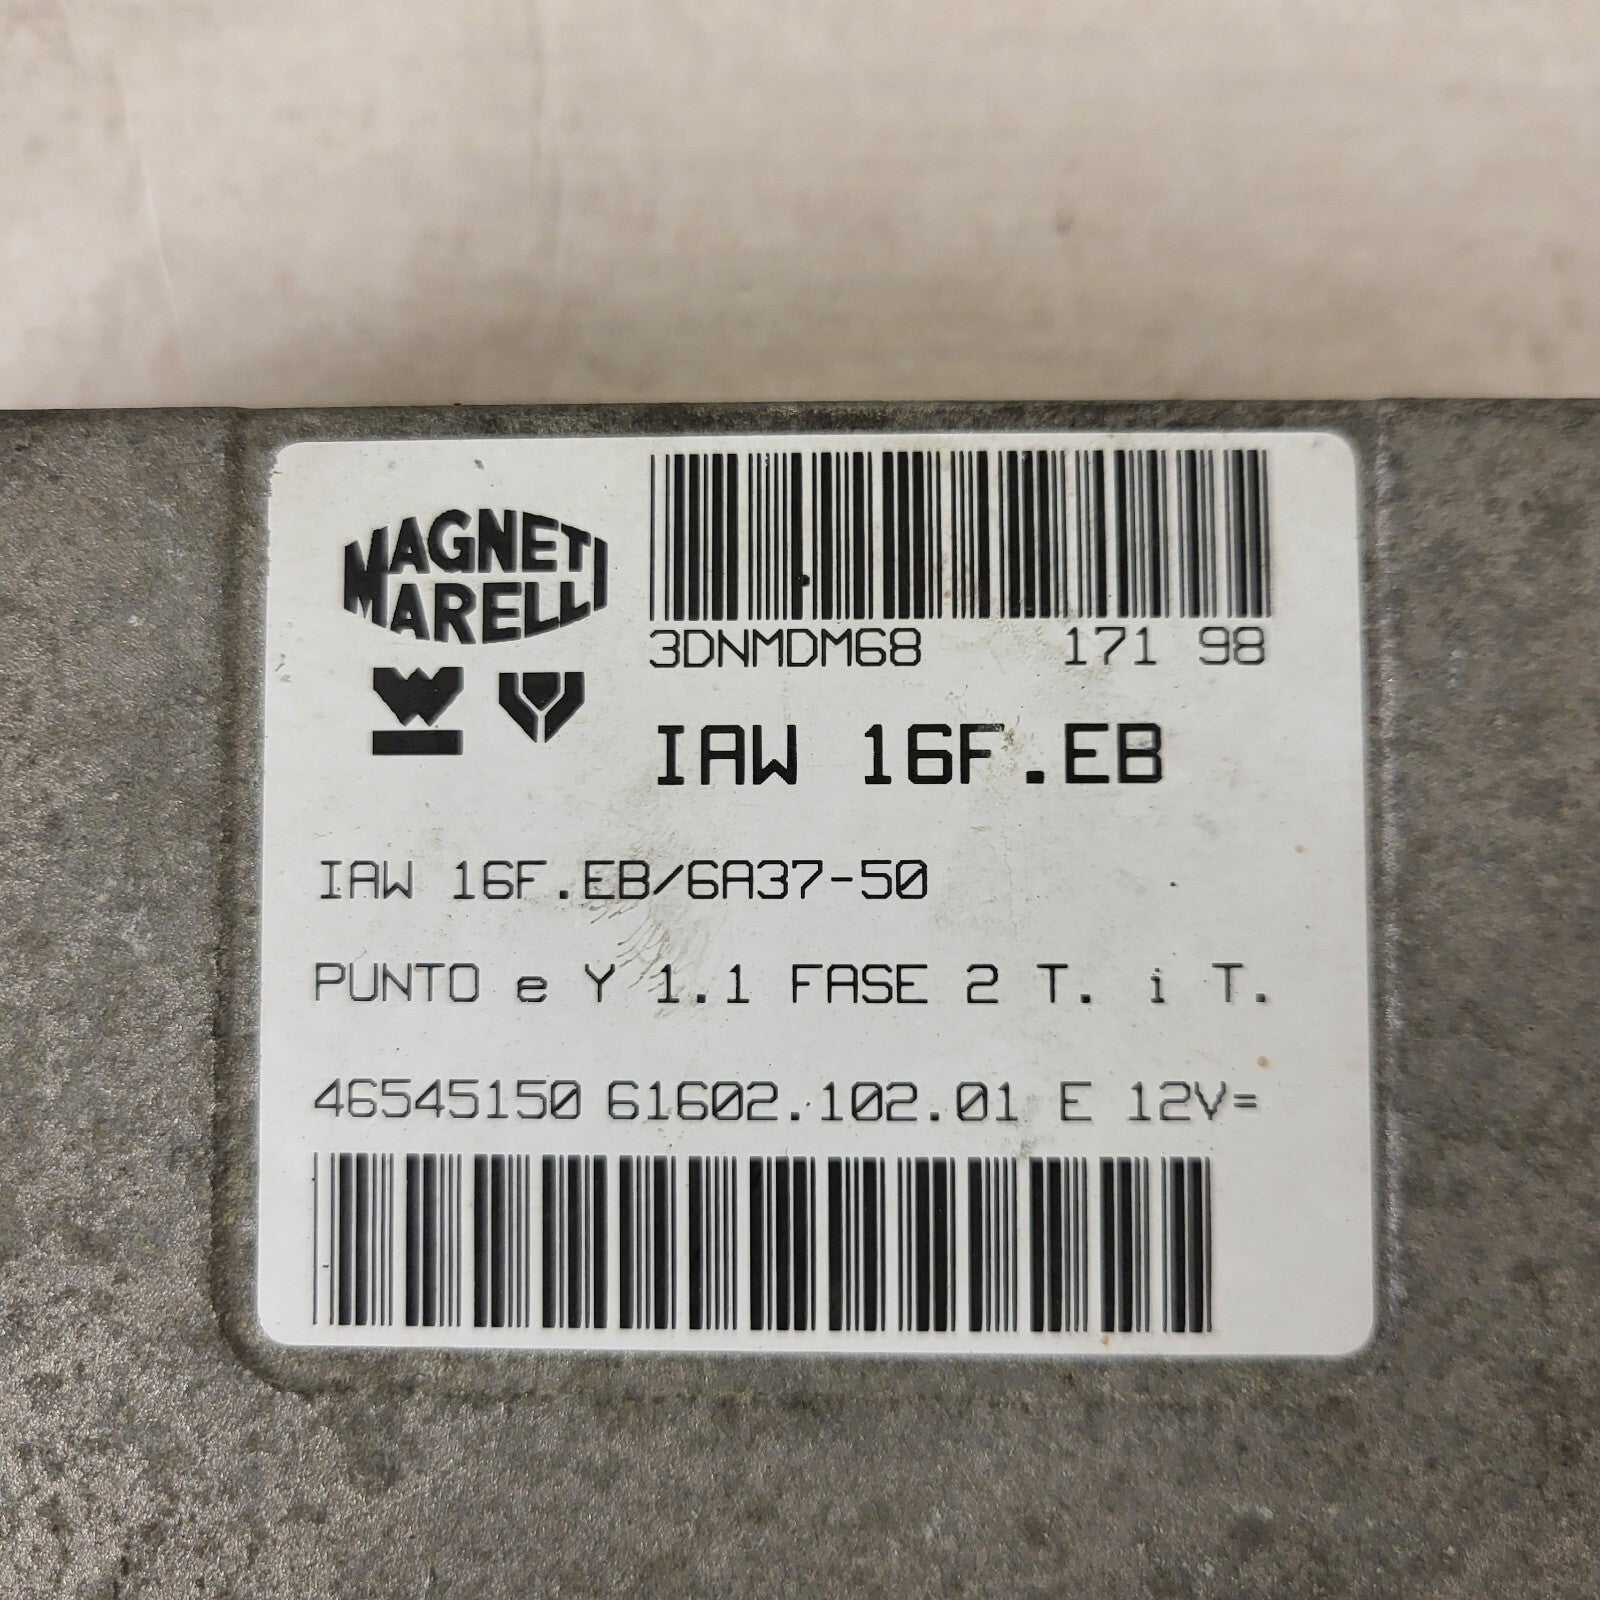 MAGNETI
MARELLI
3DNMDM68 171 98
IAW 16F.EB
IAW 16F.EB/6A37-50
PUNTO e Y 1.1 FASE 2 T. i T.
46545150 61602.102.01 E 12V=